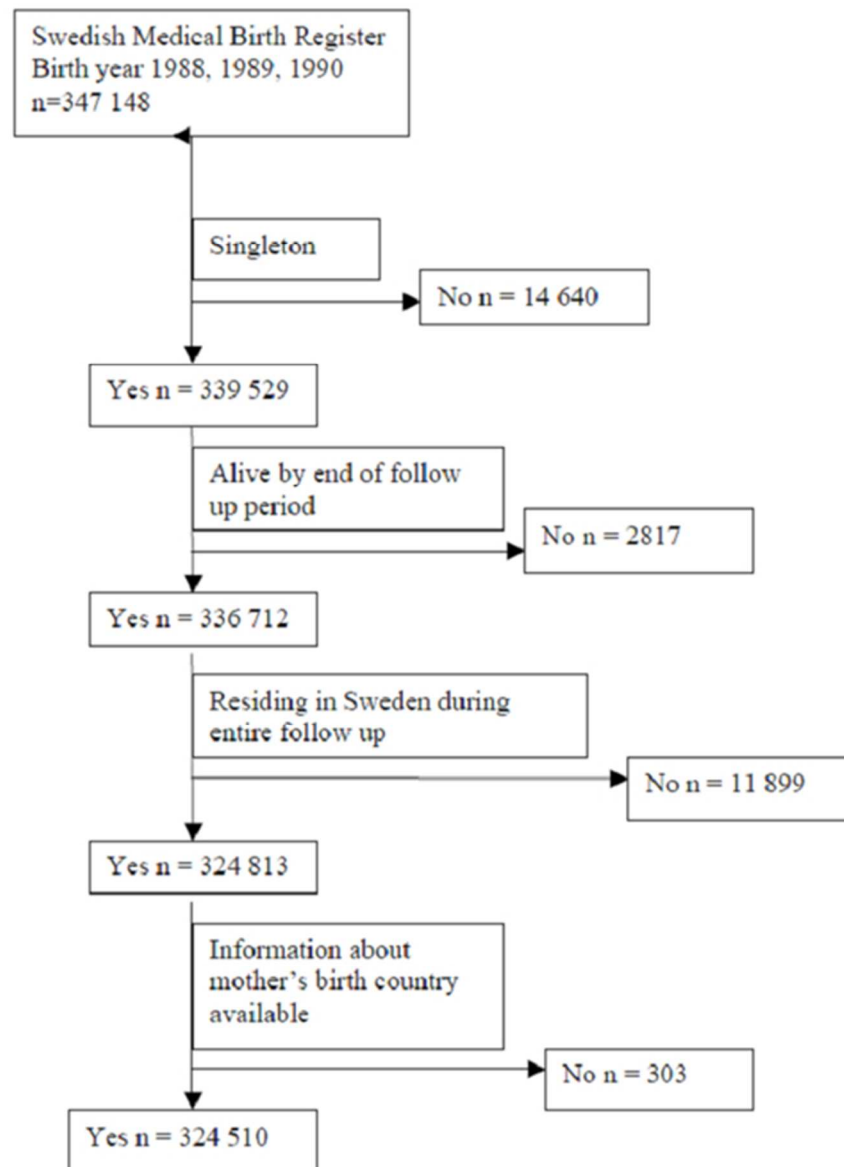 Swedish Medical Birth Register
Birth year 1988, 1989, 1990
n=347 148
Singleton
No n = 14 640
Yes n = 339 529
Alive by end of follow
up period
No n = 2817
Yes n = 336 712
Residing in Sweden during
entire follow up
No n = 11 899
Yes n = 324 813
Information about
mother's birth country
available
No n = 303
Yes n = 324 510